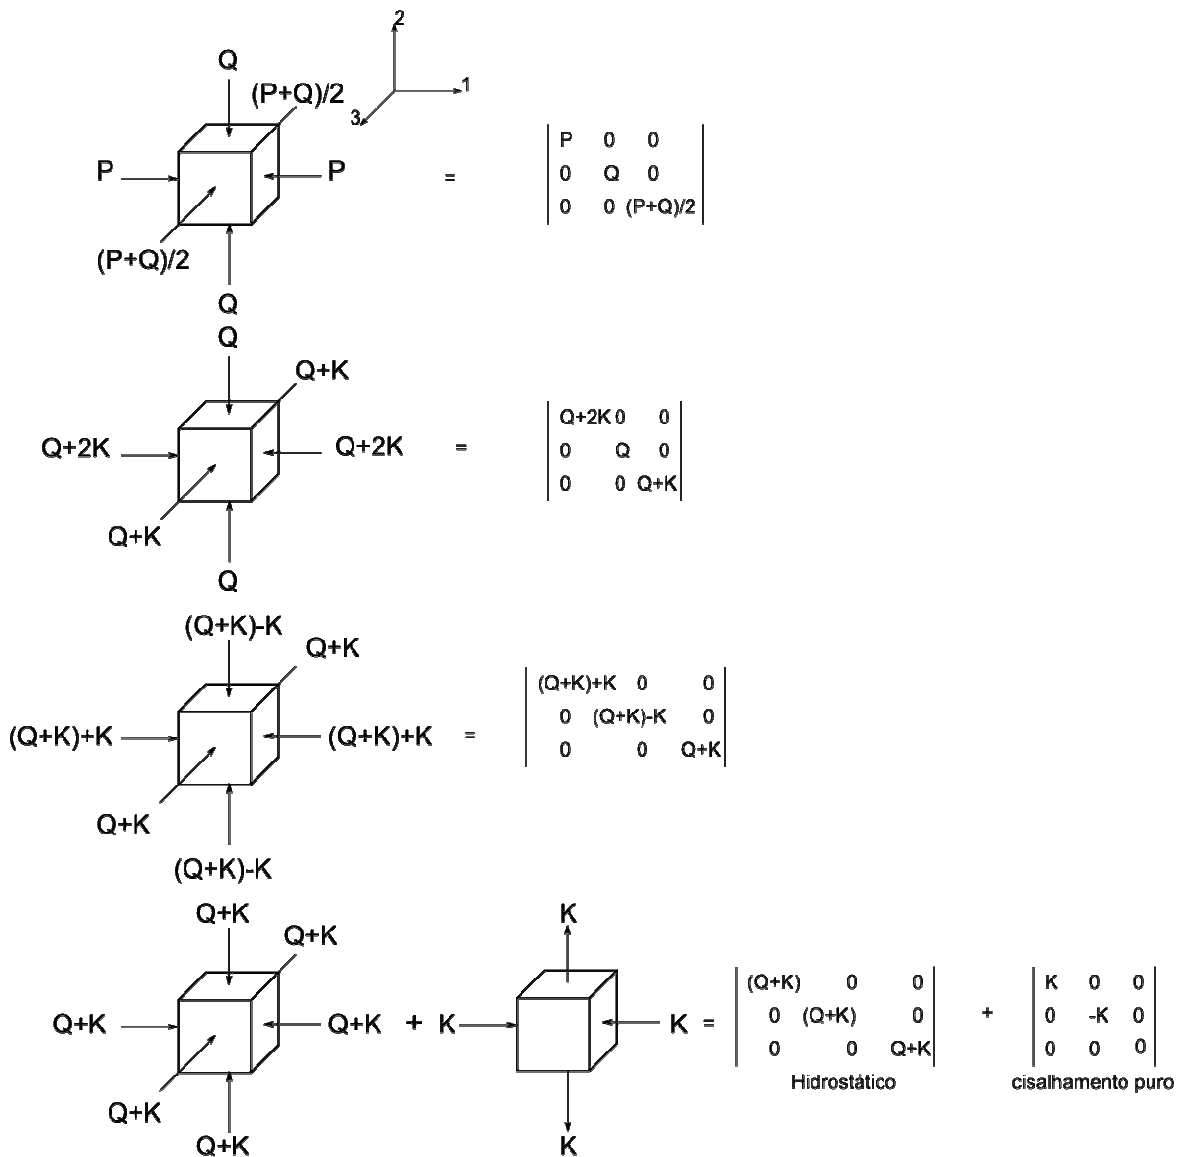 2
1
3
Q
(P+Q)/2
P
P
(P+Q)/2
Q
=
P 0 0
0 Q 0
0 0 (P+Q)/2
Q
Q+K
Q+2K
Q+2K
Q+K
Q
=
Q+2K 0 0
0 Q 0
0 0 Q+K
(Q+K)-K
Q+K
(Q+K)+K
(Q+K)+K
Q+K
(Q+K)-K
=
(Q+K)+K 0 0
0 (Q+K)-K 0
0 0 Q+K
Q+K
Q+K
Q+K
Q+K
Q+K
Q+K
+
K
K
K
K
=
(Q+K) 0 0
0 (Q+K) 0
0 0 Q+K
Hidrostático
+
K 0 0
0 -K 0
0 0 0
cisalhamento puro